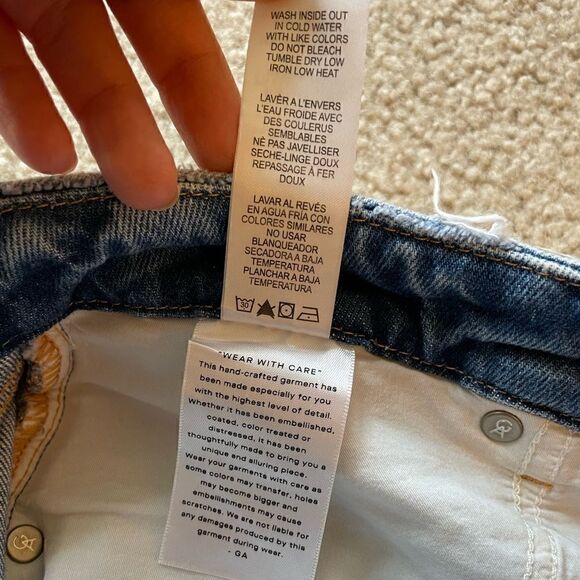 WASH INSIDE OUT
IN COLD WATER
WITH LIKE COLORS
DO NOT BLEACH
TUMBLE DRY LOW
IRON LOW HEAT
LAVÉR A L'ENVERS
L'EAU FROIDE AVEC
DES COULERUS
SEMBLABLES
NÈ PAS JAVELLISER
SECHE-LINGE DOUX
REPASSAGE A FER
DOUX
LAVAR AL REVÉS
EN AGUA FRÍA CON
COLORES SIMILARES
NO USAR
BLANQUEADOR
SECADORA A BAJA
TEMPERATURA
PLANCHAR A BAJA
TEMPERATURA
30
"WEAR WITH CARE"
This hand-crafted garment has
been made especially for you
with the highest level of detail.
Whether it has been embellished,
coated, color treated or
distressed, it has been
thoughtfully made to bring you a
unique and alluring piece.
Wear your garments with care as
some colors may transfer, holes
may become bigger and
embellishments may cause
scratches. We are not liable for
any damages produced by this
garment during wear.
- GA